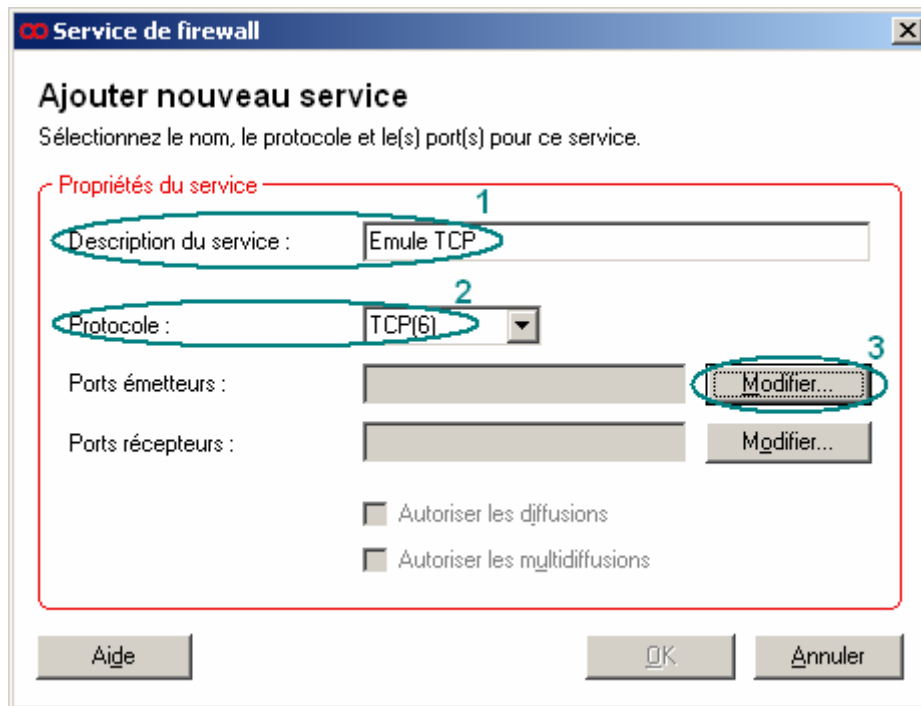 Service de firewall
Ajouter nouveau service
Sélectionnez le nom, le protocole et le(s) port(s) pour ce service.
Propriétés du service
1
Description du service : Emule TCP
2
Protocole : TCP(6)
3
Ports émetteurs : Modifier...
Ports récepteurs : Modifier...
Autoriser les diffusions
Autoriser les multidiffusions
Aide OK Annuler